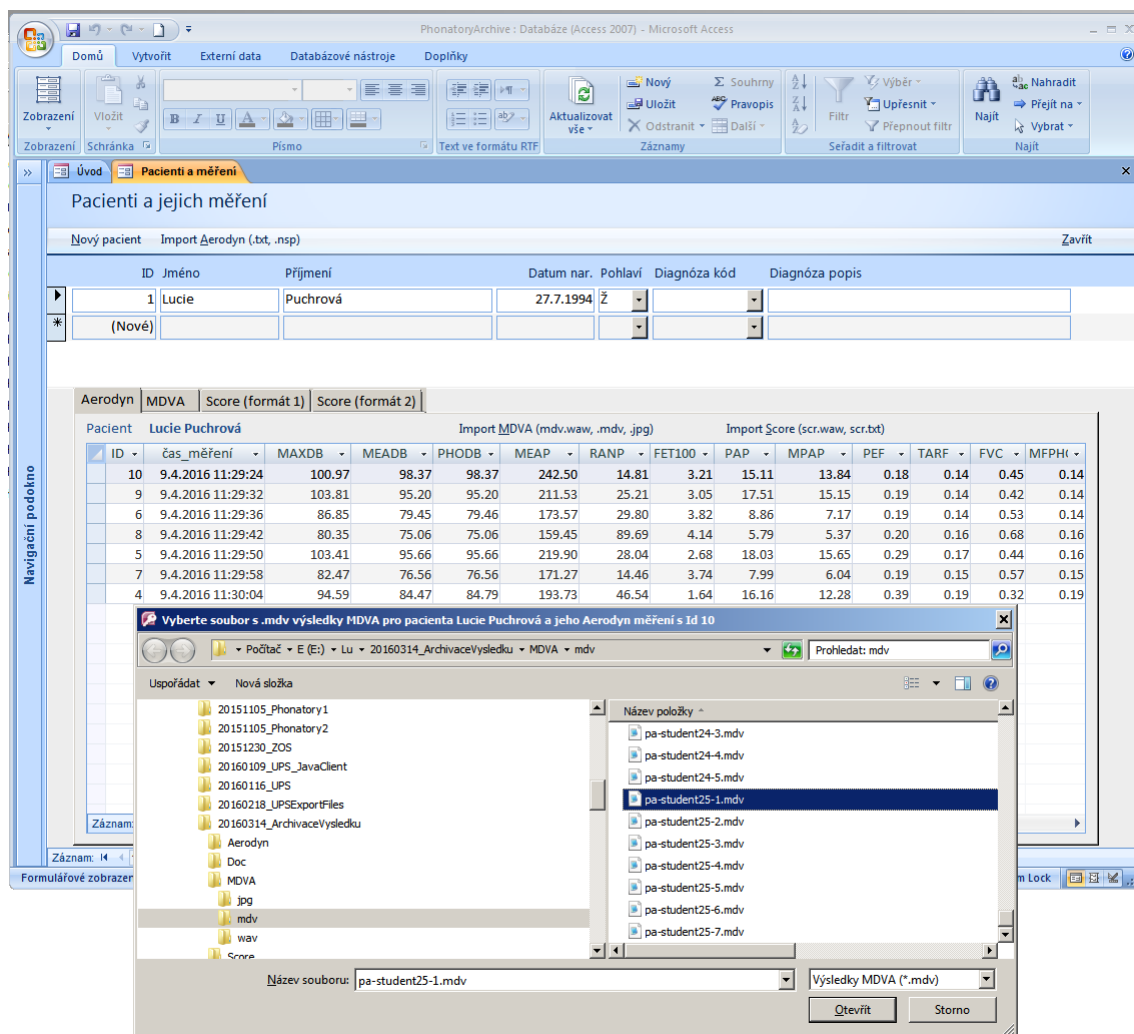 PhonatoryArchive : Databáze (Access 2007) - Microsoft Access
Domů Vytvořit Externí data Databázové nástroje Doplňky
Zobrazení Vložit Aktualizovat vše Nový Uložit Odstranit Souhrny Pravopis Další Filtr Výběr Upřesnit Přepnout filtr Najít Nahradit Přejít na Vybrat
B I U A
Zobrazení Schránka Písmo Text ve formátu RTF Záznamy Seřadit a filtrovat Najít
» Úvod Pacienti a měření
Pacienti a jejich měření
Nový pacient Import Aerodyn (.txt, .nsp) Zavřít
ID Jméno Příjmení Datum nar. Pohlaví Diagnóza kód Diagnóza popis
1 Lucie Puchrová 27.7.1994 Ž
* (Nové)
Aerodyn MDVA Score (formát 1) Score (formát 2)
Pacient Lucie Puchrová Import MDVA (mdv.waw, .mdv, .jpg) Import Score (scr.waw, scr.txt)
ID čas_měření MAXDB MEADB PHODB MEAP RANP FET100 PAP MPAP PEF TARF FVC MFPH(
10 9.4.2016 11:29:24 100.97 98.37 98.37 242.50 14.81 3.21 15.11 13.84 0.18 0.14 0.45 0.14
9 9.4.2016 11:29:32 103.81 95.20 95.20 211.53 25.21 3.05 17.51 15.15 0.19 0.14 0.42 0.14
6 9.4.2016 11:29:36 86.85 79.45 79.46 173.57 29.80 3.82 8.86 7.17 0.19 0.14 0.53 0.14
8 9.4.2016 11:29:42 80.35 75.06 75.06 159.45 89.69 4.14 5.79 5.37 0.20 0.16 0.68 0.16
5 9.4.2016 11:29:50 103.41 95.66 95.66 219.90 28.04 2.68 18.03 15.65 0.29 0.17 0.44 0.16
7 9.4.2016 11:29:58 82.47 76.56 76.56 171.27 14.46 3.74 7.99 6.04 0.19 0.15 0.57 0.15
4 9.4.2016 11:30:04 94.59 84.47 84.79 193.73 46.54 1.64 16.16 12.28 0.39 0.19 0.32 0.19
Navigační podokno
Vyberte soubor s .mdv výsledky MDVA pro pacienta Lucie Puchrová a jeho Aerodyn měření s Id 10
Počítač E (E:) Lu 20160314_ArchivaceVysledku MDVA mdv Prohledat: mdv
Uspořádat Nová složka
20151105_Phonatory1
20151105_Phonatory2
20151230_ZOS
20160109_UPS_JavaClient
20160116_UPS
20160218_UPSExportFiles
20160314_ArchivaceVysledku
Aerodyn
Doc
MDVA
jpg
mdv
wav
Score
Název položky
pa-student24-3.mdv
pa-student24-4.mdv
pa-student24-5.mdv
pa-student25-1.mdv
pa-student25-2.mdv
pa-student25-3.mdv
pa-student25-4.mdv
pa-student25-5.mdv
pa-student25-6.mdv
pa-student25-7.mdv
Název souboru: pa-student25-1.mdv Výsledky MDVA (*.mdv)
Otevřít Storno
Záznam:
Záznam:
Formulářové zobrazen m Lock